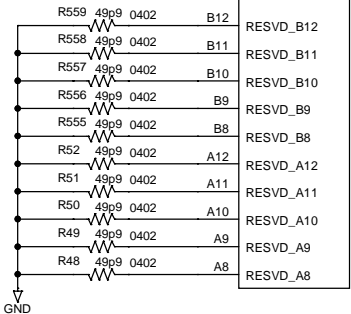 R559 49p9 0402 B12 RESVD_B12
R558 49p9 0402 B11 RESVD_B11
R557 49p9 0402 B10 RESVD_B10
R556 49p9 0402 B9 RESVD_B9
R555 49p9 0402 B8 RESVD_B8
R52 49p9 0402 A12 RESVD_A12
R51 49p9 0402 A11 RESVD_A11
R50 49p9 0402 A10 RESVD_A10
R49 49p9 0402 A9 RESVD_A9
R48 49p9 0402 A8 RESVD_A8
GND